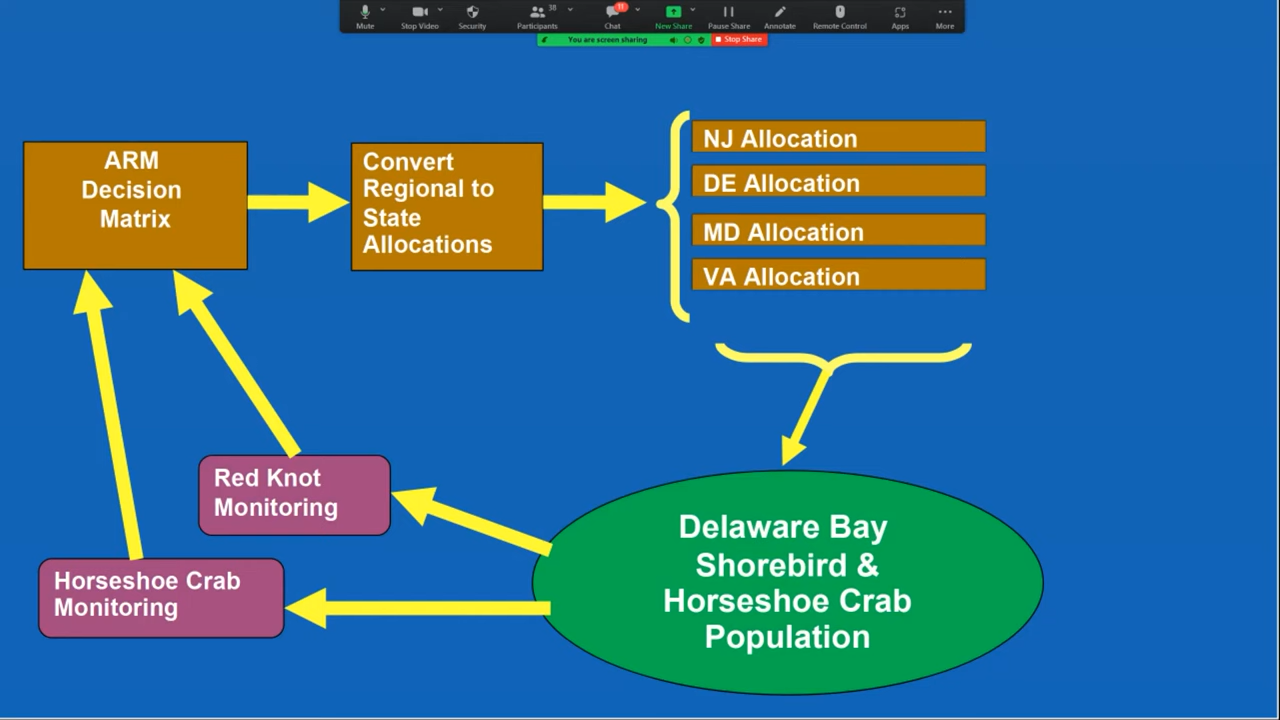 Mute
Stop Video
Security
Participants
38
Chat
11
New Share
Pause Share
Annotate
Remote Control
Apps
More
You are screen sharing
Stop Share
ARM
Decision
Matrix
Convert
Regional to
State
Allocations
NJ Allocation
DE Allocation
MD Allocation
VA Allocation
Red Knot
Monitoring
Horseshoe Crab
Monitoring
Delaware Bay
Shorebird &
Horseshoe Crab
Population